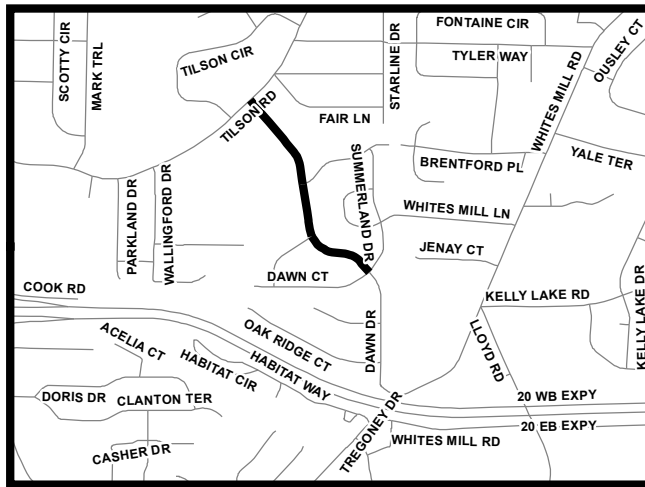 FONTAINE CIR
SCOTTY CIR
MARK TRL
TILSON CIR
STARLINE DR
TYLER WAY
WHITES MILL RD
OUSLEY CT
TILSON RD
FAIR LN
SUMMERLAND DR
BRENTFORD PL
YALE TER
PARKLAND DR
WALLINGFORD DR
WHITES MILL LN
JENAY CT
DAWN CT
COOK RD
KELLY LAKE RD
KELLY LAKE DR
DAWN DR
OAK RIDGE CT
LLOYD RD
ACELIA CT
HABITAT CIR
HABITAT WAY
DORIS DR
CLANTON TER
20 WB EXPY
TREGONEY DR
20 EB EXPY
WHITES MILL RD
CASHER DR